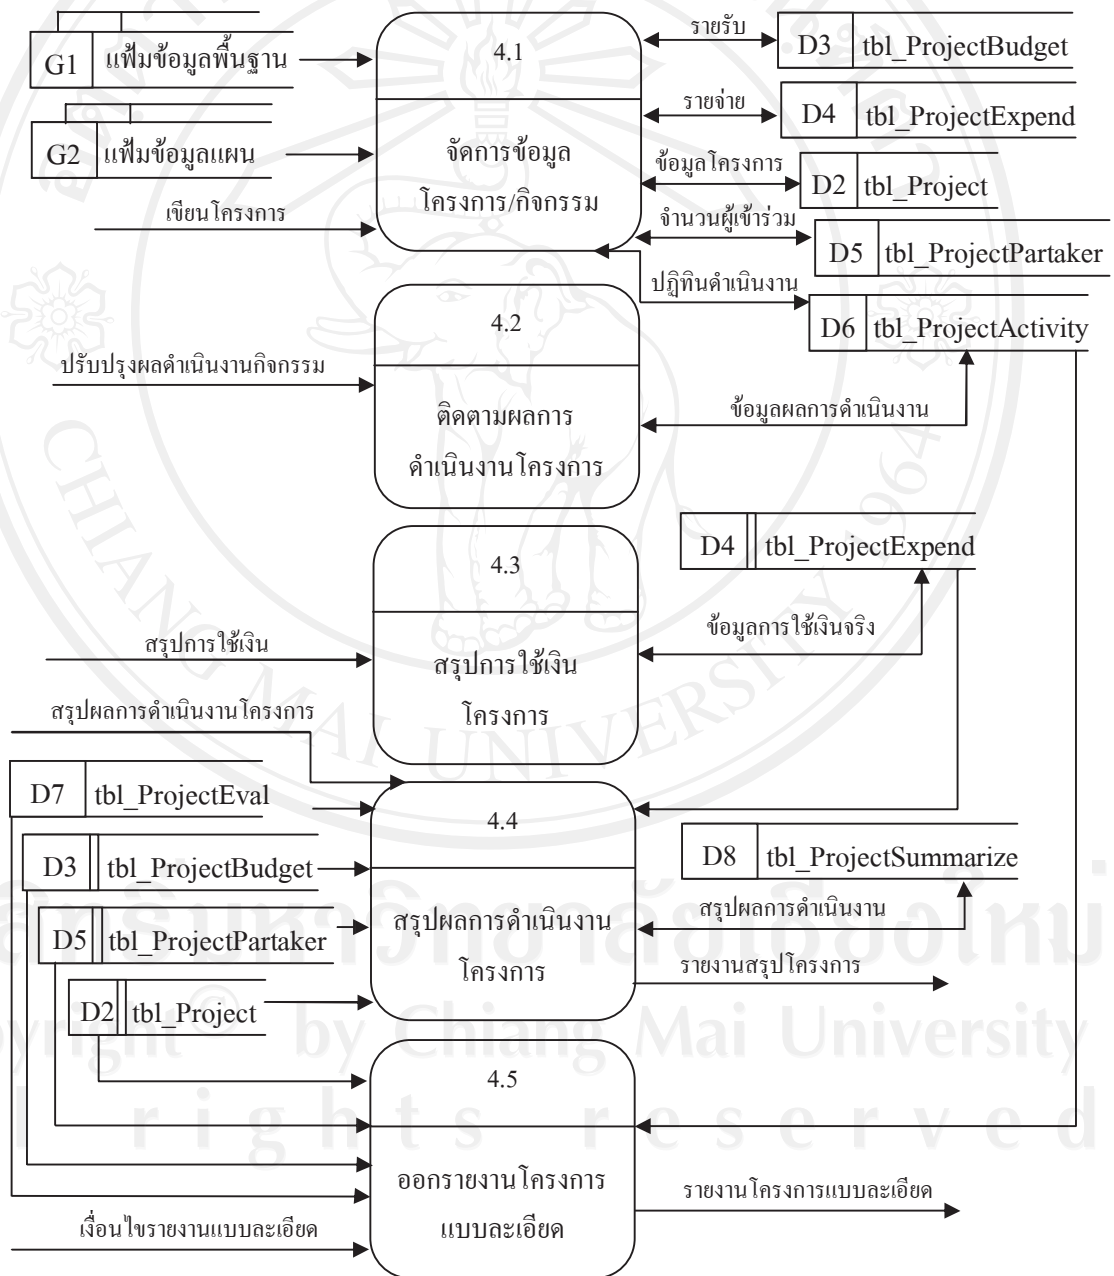 G1 แฟ้มข้อมูลพื้นฐาน
4.1
รายรับ
D3 tbl_ProjectBudget
รายจ่าย
D4 tbl_ProjectExpend
G2 แฟ้มข้อมูลแผน
จัดการข้อมูล
โครงการ/กิจกรรม
ข้อมูลโครงการ
D2 tbl_Project
เขียนโครงการ
จำนวนผู้เข้าร่วม
D5 tbl_ProjectPartaker
ปฏิทินดำเนินงาน
D6 tbl_ProjectActivity
4.2
ปรับปรุงผลดำเนินงานกิจกรรม
ติดตามผลการ
ดำเนินงานโครงการ
ข้อมูลผลการดำเนินงาน
4.3
D4 tbl_ProjectExpend
สรุปการใช้เงิน
สรุปการใช้เงิน
โครงการ
ข้อมูลการใช้เงินจริง
สรุปผลการดำเนินงานโครงการ
D7 tbl_ProjectEval
4.4
D3 tbl_ProjectBudget
D8 tbl_ProjectSummarize
D5 tbl_ProjectPartaker
สรุปผลการดำเนินงาน
โครงการ
สรุปผลการดำเนินงาน
รายงานสรุปโครงการ
D2 tbl_Project
4.5
ออกรายงานโครงการ
แบบละเอียด
รายงานโครงการแบบละเอียด
เงื่อนไขรายงานแบบละเอียด
CHIANG MAI UNIVERSITY 1964
by Chiang Mai University
rights reserved